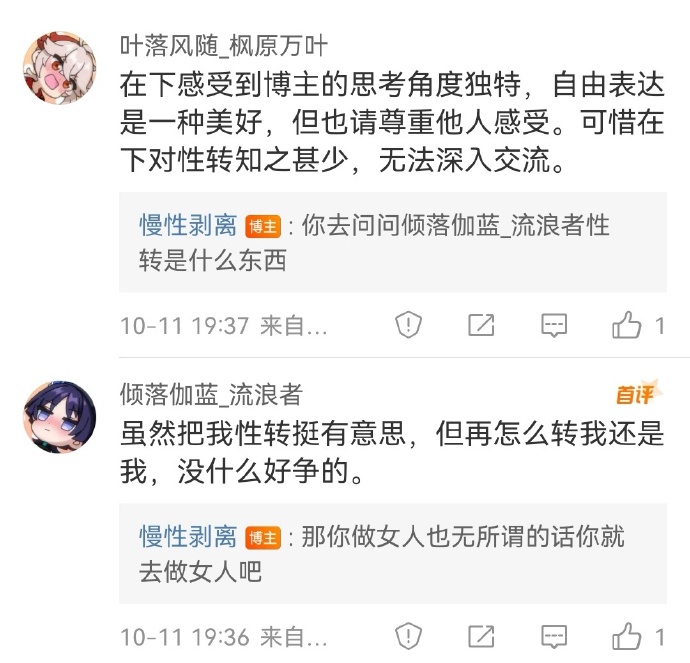 叶落风随_枫原万叶
在下感受到博主的思考角度独特，自由表达
是一种美好，但也请尊重他人感受。可惜在
下对性转知之甚少，无法深入交流。
慢性剥离 博主：你去问问倾落伽蓝_流浪者性
转是什么东西
10-11 19:37 来自... 1
倾落伽蓝_流浪者 首评
虽然把我性转挺有意思，但再怎么转我还是
我，没什么好争的。
慢性剥离 博主：那你做女人也无所谓的话你就
去做女人吧
10-11 19:36 来自... 1